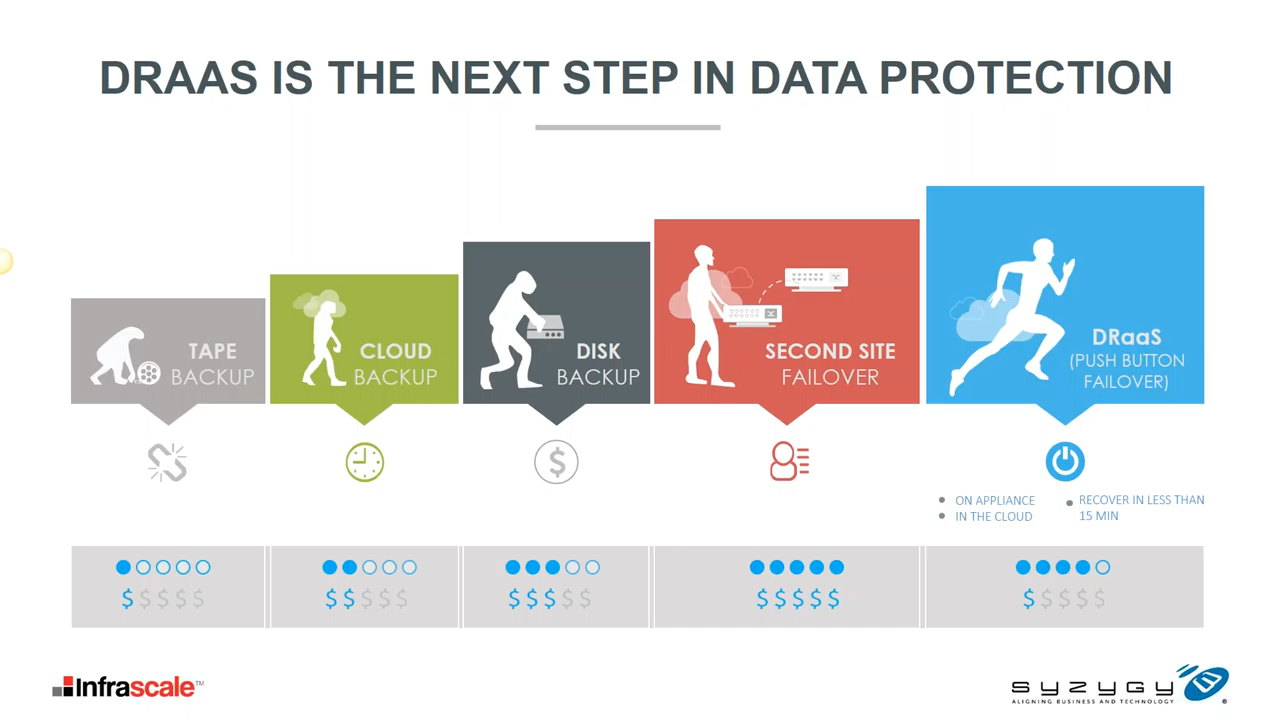 DRAAS IS THE NEXT STEP IN DATA PROTECTION
TAPE
BACKUP
CLOUD
BACKUP
DISK
BACKUP
SECOND SITE
FAILOVER
DRaaS
(PUSH BUTTON
FAILOVER)
$
• ON APPLIANCE
• IN THE CLOUD
• RECOVER IN LESS THAN
15 MIN
$$$$$
$$$$$
$$$$$
$$$$$
$$$$$
Infrascale™
SYZYGY
ALIGNING BUSINESS AND TECHNOLOGY
®